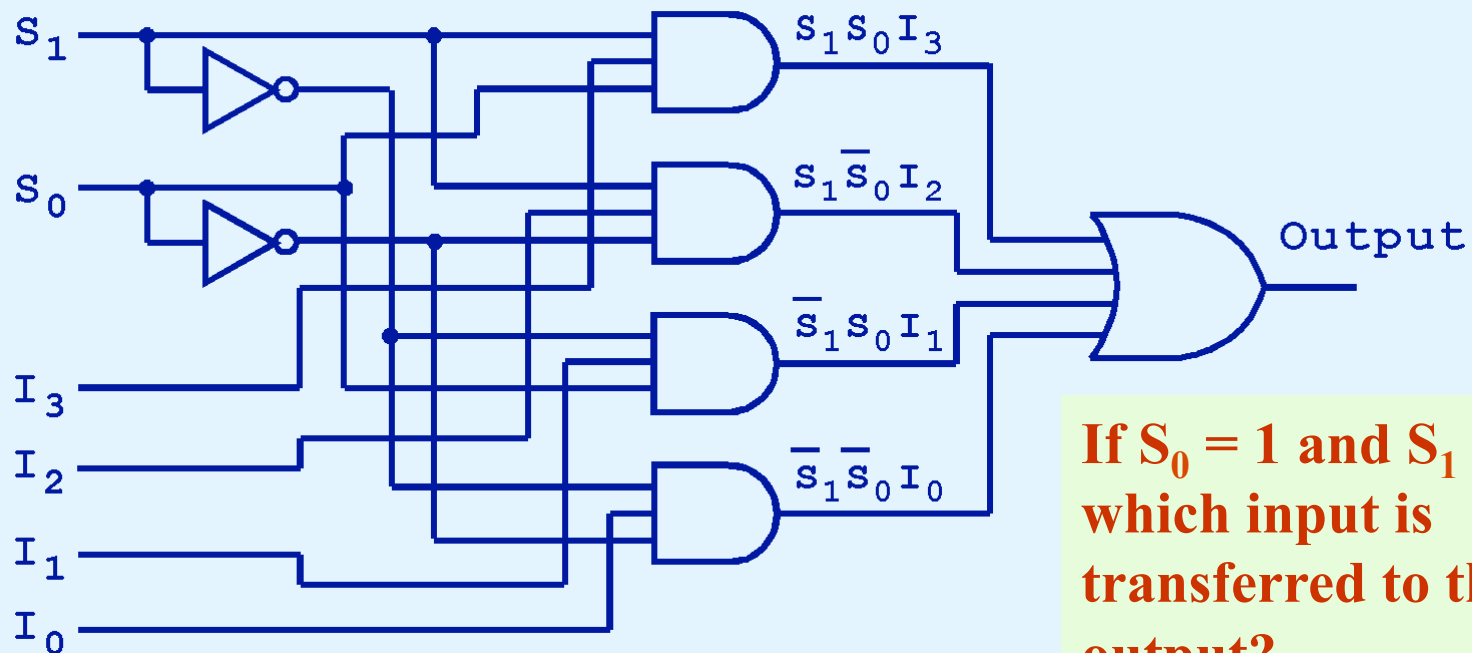 S₁
S₀
I₃
I₂
I₁
I₀
S₁S₀I₃
S₁S̅₀I₂
S̅₁S₀I₁
S̅₁S̅₀I₀
Output
If S₀ = 1 and S₁
which input is
transferred to
output?